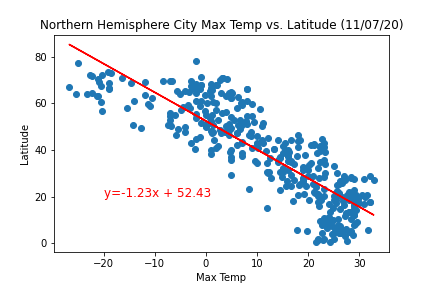 Northern Hemisphere City Max Temp vs. Latitude (11/07/20)
80
60
40
20
0
Latitude
y=-1.23x + 52.43
−20 −10 0 10 20 30
Max Temp